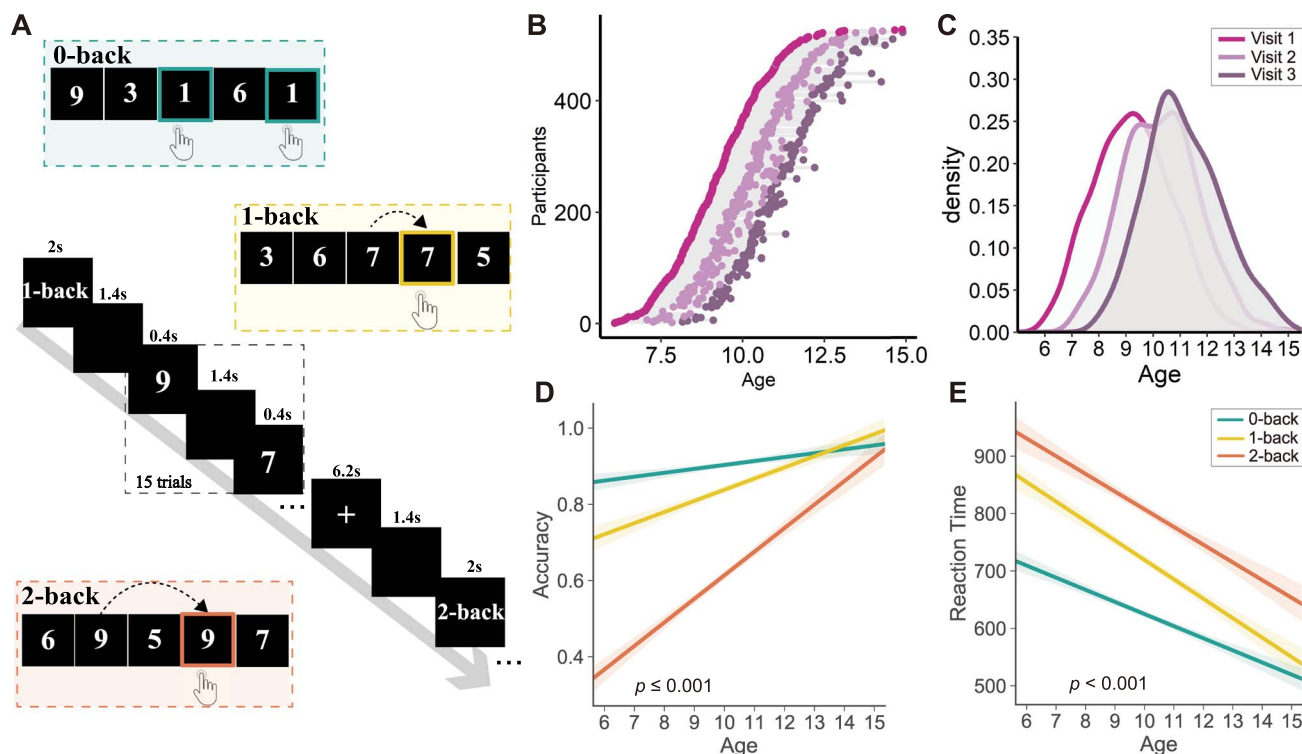 A
0-back
9 3 1 6 1
1-back
3 6 7 7 5
2s
1-back
1.4s
0.4s
9
1.4s
0.4s
7
15 trials
...
6.2s
+
1.4s
2s
2-back
...
2-back
6 9 5 9 7
B
Participants
400
200
0
7.5 10.0 12.5 15.0
Age
C
density
0.35
0.30
0.25
0.20
0.15
0.10
0.05
0.00
6 7 8 9 10 11 12 13 14 15
Age
Visit 1
Visit 2
Visit 3
D
Accuracy
1.0
0.8
0.6
0.4
p ≤ 0.001
6 7 8 9 10 11 12 13 14 15
Age
E
Reaction Time
900
800
700
600
500
0-back
1-back
2-back
p < 0.001
6 7 8 9 10 11 12 13 14 15
Age